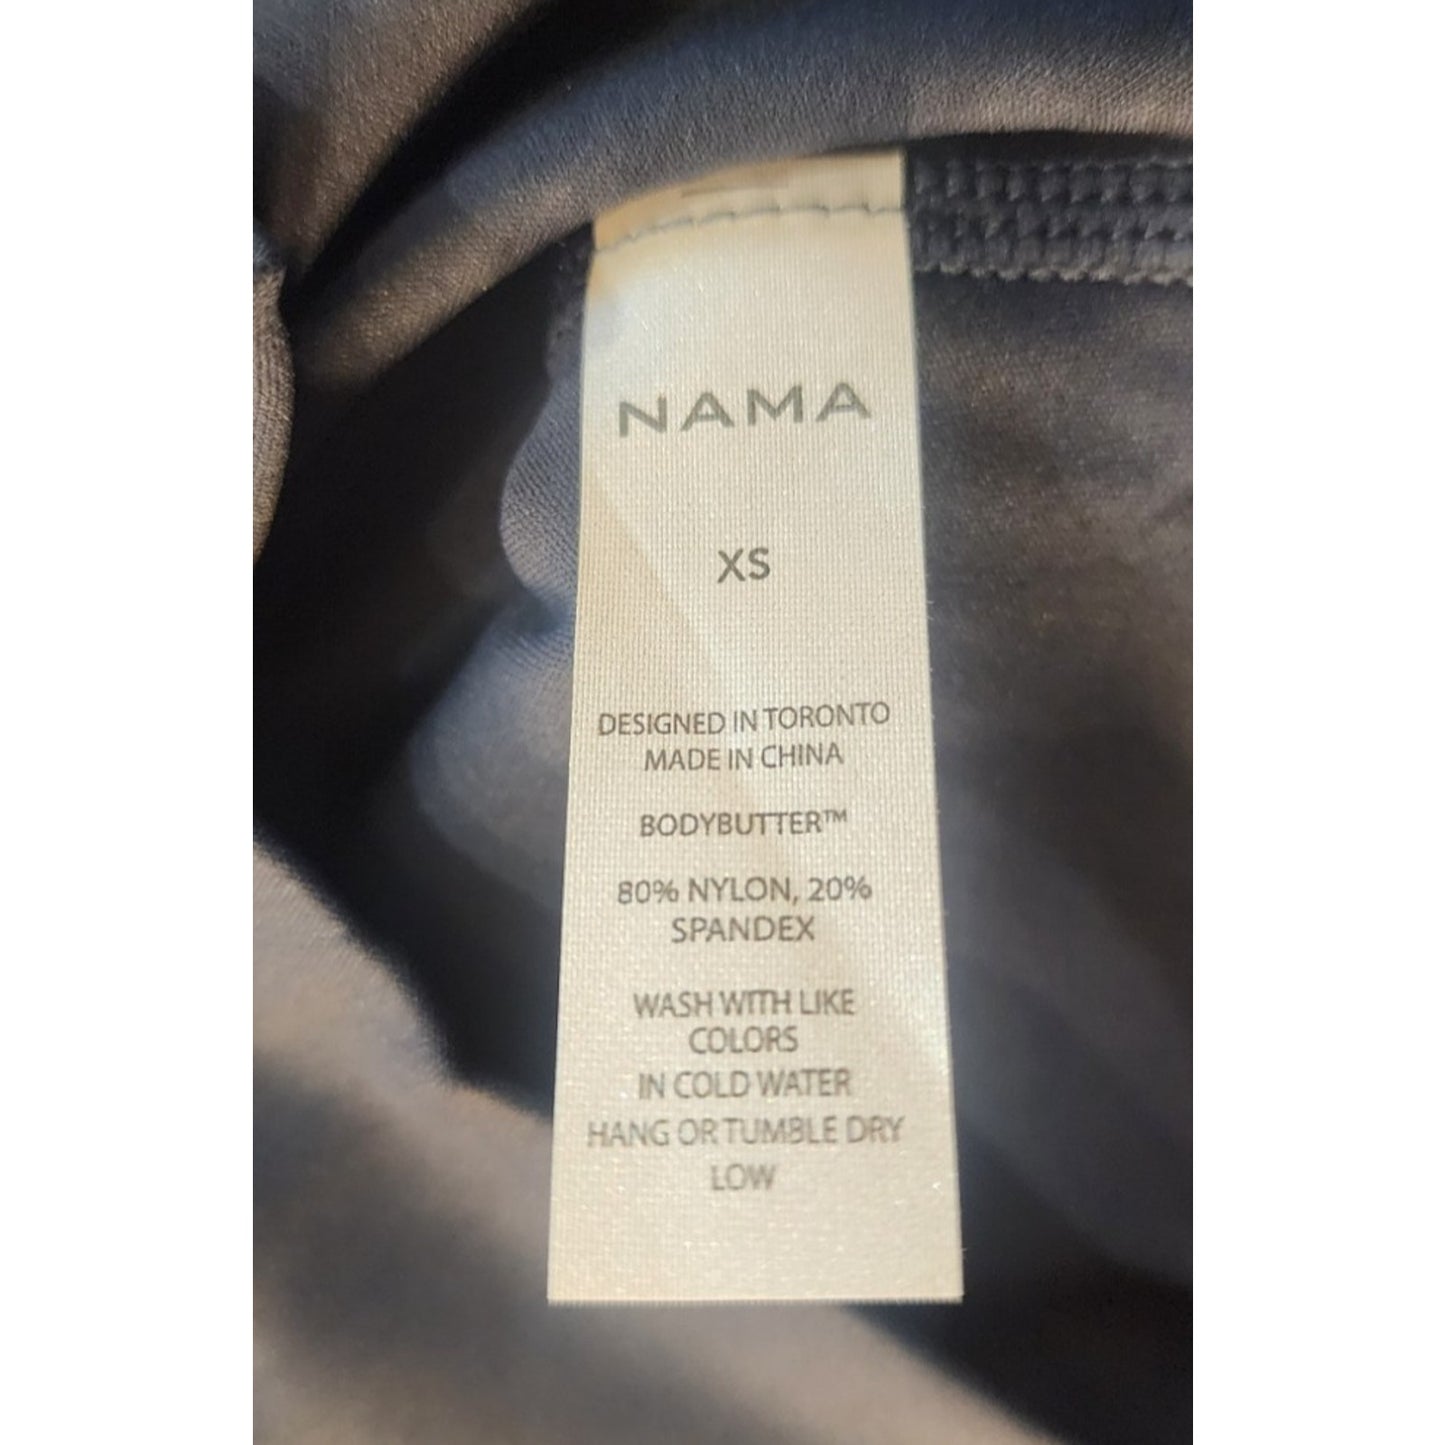 NAMA
XS
DESIGNED IN TORONTO
MADE IN CHINA
BODYBUTTER™
80% NYLON, 20%
SPANDEX
WASH WITH LIKE
COLORS
IN COLD WATER
HANG OR TUMBLE DRY
LOW